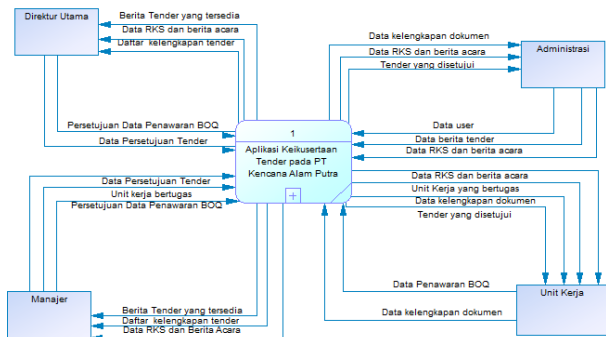 Direktur Utama
Berita Tender yang tersedia
Data RKS dan berita acara
Daftar kelengkapan tender
Data kelengkapan dokumen
Data RKS dan berita acara
Tender yang disetujui
Administrasi
Persetujuan Data Penawaran BOQ
Data Persetujuan Tender
1
Aplikasi Keikusertaan
Tender pada PT
Kencana Alam Putra
Data user
Data berita tender
Data RKS dan berita acara
Data Persetujuan Tender
Unit kerja bertugas
Persetujuan Data Penawaran BOQ
Data RKS dan berita acara
Unit Kerja yang bertugas
Data kelengkapan dokumen
Tender yang disetujui
Manajer
Berita Tender yang tersedia
Daftar kelengkapan tender
Data RKS dan Berita Acara
Data Penawaran BOQ
Data kelengkapan dokumen
Unit Kerja